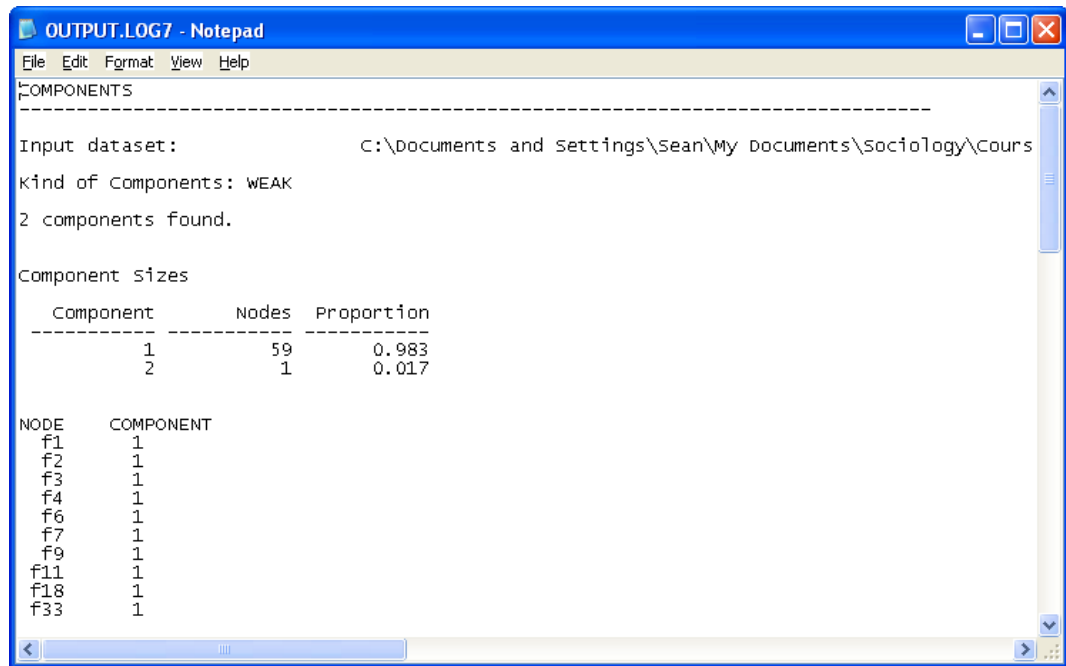 OUTPUT.LOG7 - Notepad
File Edit Format View Help
COMPONENTS
--------------------------------------------------------------------------------
Input dataset: C:\Documents and Settings\Sean\My Documents\Sociology\Cours
Kind of Components: WEAK
2 components found.
Component Sizes
Component Nodes Proportion
----------- ----------- -----------
1 59 0.983
2 1 0.017
NODE COMPONENT
f1 1
f2 1
f3 1
f4 1
f6 1
f7 1
f9 1
f11 1
f18 1
f33 1